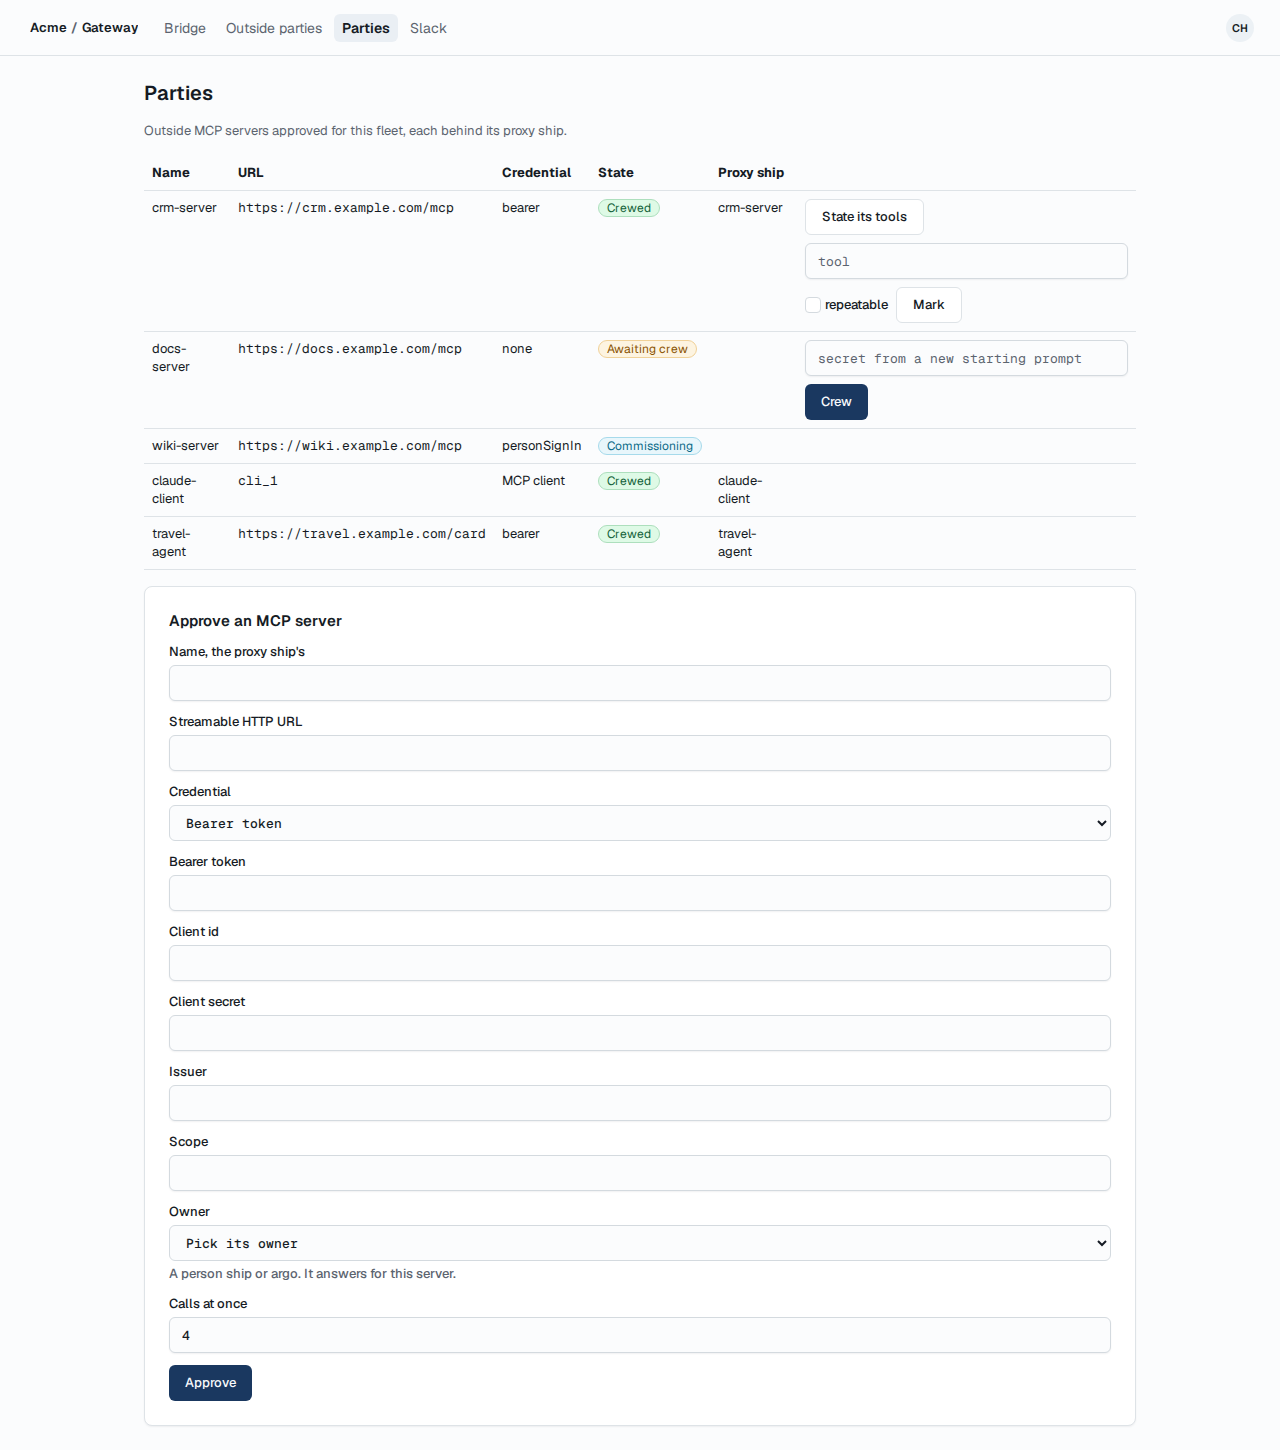 Acme / Gateway Bridge Outside parties Parties Slack CH
Parties
Outside MCP servers approved for this fleet, each behind its proxy ship.
Name URL Credential State Proxy ship
crm-server https://crm.example.com/mcp bearer Crewed crm-server State its tools
tool
repeatable Mark
docs-server https://docs.example.com/mcp none Awaiting crew secret from a new starting prompt
Crew
wiki-server https://wiki.example.com/mcp personSignIn Commissioning
claude-client cli_1 MCP client Crewed claude-client
travel-agent https://travel.example.com/card bearer Crewed travel-agent
Approve an MCP server
Name, the proxy ship's
Streamable HTTP URL
Credential
Bearer token
Bearer token
Client id
Client secret
Issuer
Scope
Owner
Pick its owner
A person ship or argo. It answers for this server.
Calls at once
4
Approve